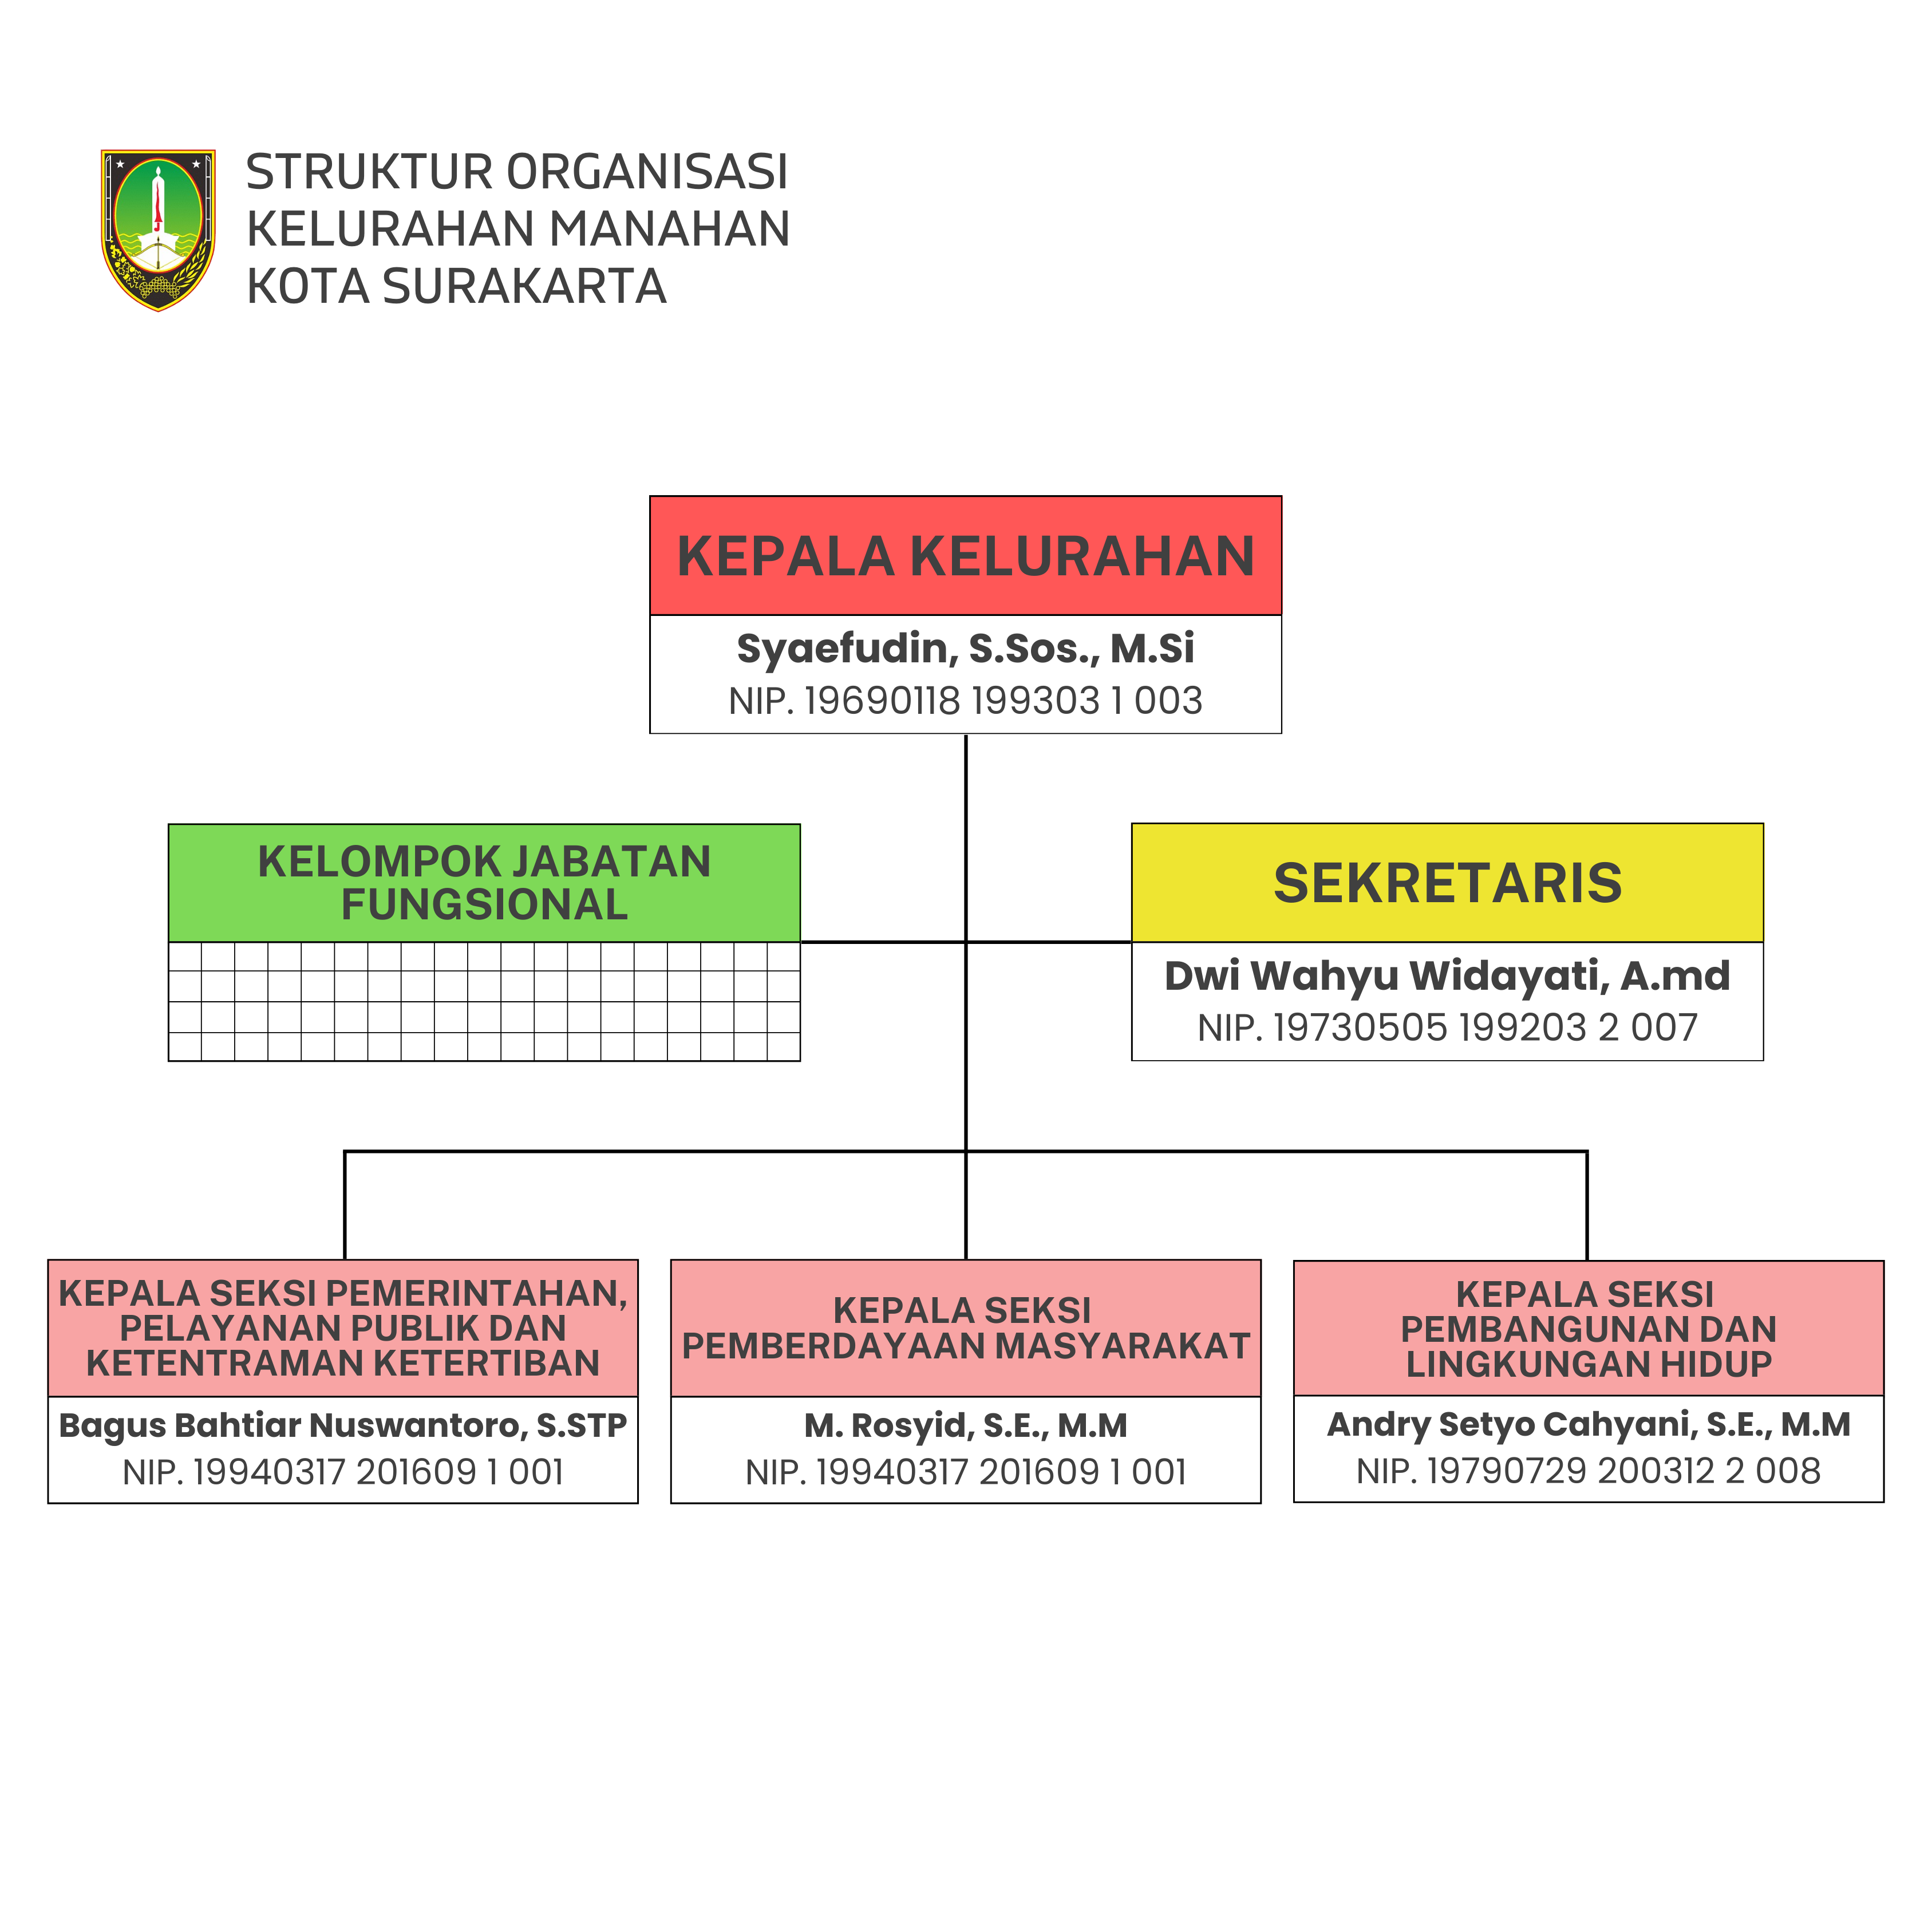 STRUKTUR ORGANISASI
KELURAHAN MANAHAN
KOTA SURAKARTA
KEPALA KELURAHAN
Syaefudin, S.Sos., M.Si
NIP. 19690118 199303 1 003
KELOMPOK JABATAN
FUNGSIONAL
SEKRETARIS
Dwi Wahyu Widayati, A.md
NIP. 19730505 199203 2 007
KEPALA SEKSI PEMERINTAHAN,
PELAYANAN PUBLIK DAN
KETENTRAMAN KETERTIBAN
Bagus Bahtiar Nuswantoro, S.STP
NIP. 19940317 201609 1 001
KEPALA SEKSI
PEMBERDAYAAN MASYARAKAT
M. Rosyid, S.E., M.M
NIP. 19940317 201609 1 001
KEPALA SEKSI
PEMBANGUNAN DAN
LINGKUNGAN HIDUP
Andry Setyo Cahyani, S.E., M.M
NIP. 19790729 200312 2 008